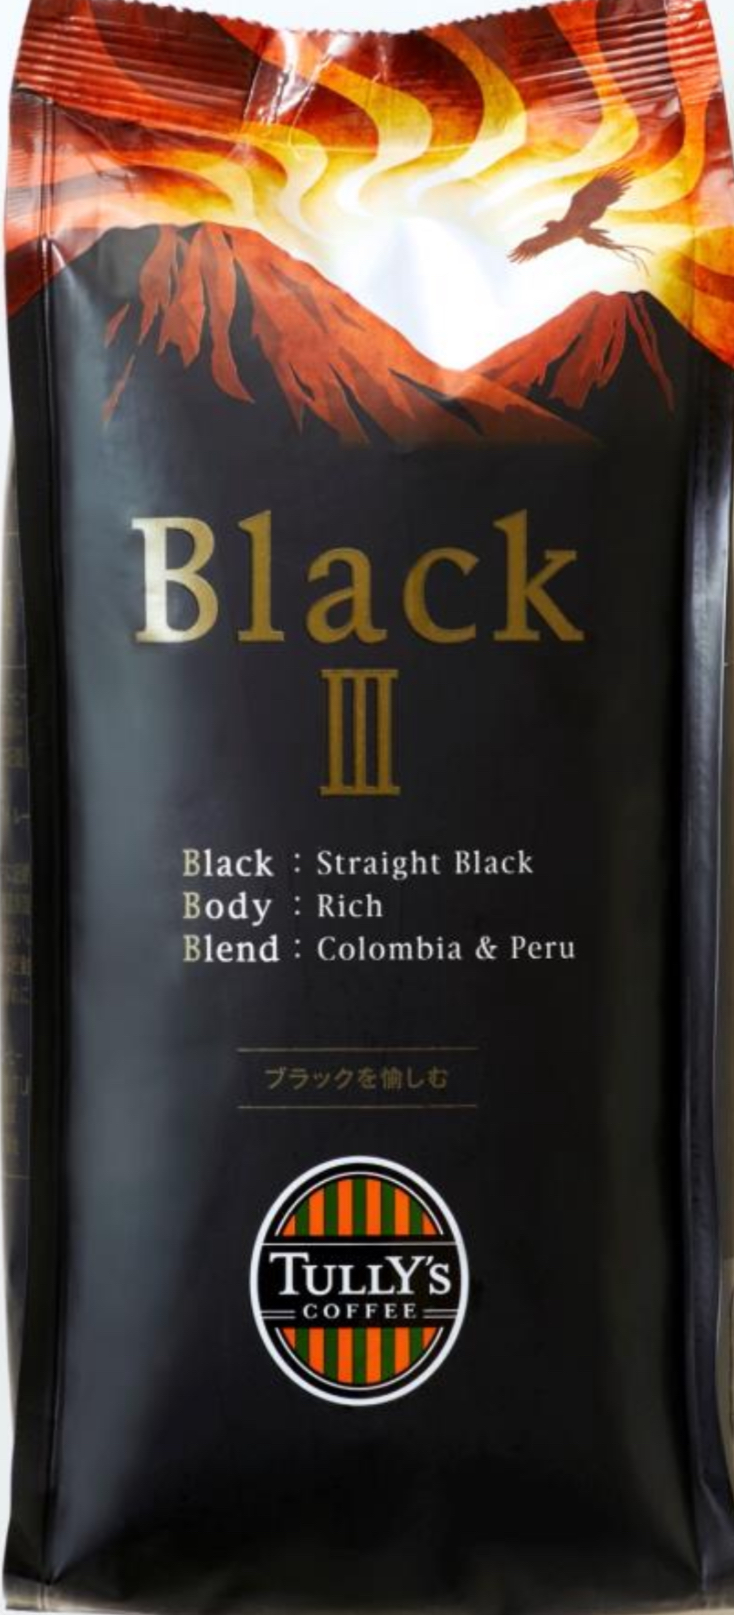 Black
Ⅲ
Black : Straight Black
Body : Rich
Blend : Colombia & Peru
ブラックを愉しむ
TULLY'S
COFFEE